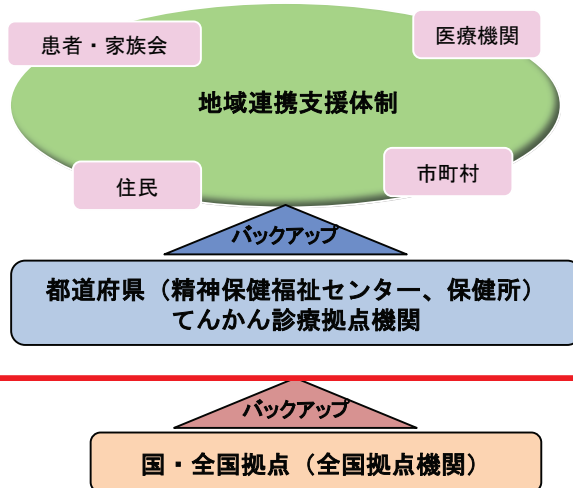 患者・家族会
医療機関
地域連携支援体制
住民
市町村
バックアップ
都道府県（精神保健福祉センター、保健所）
てんかん診療拠点機関
バックアップ
国・全国拠点（全国拠点機関）